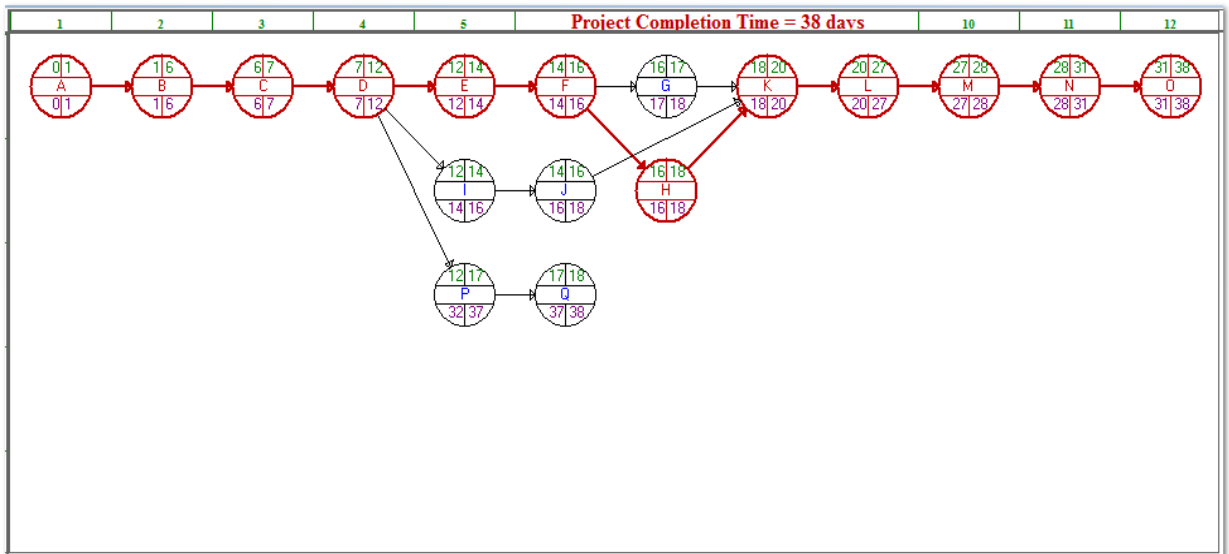 1 2 3 4 5 Project Completion Time = 38 days 10 11 12
0 1 1 6 6 7 7 12 12 14 14 16 16 17 18 20 20 27 27 28 28 31 31 38
A B C D E F G K L M N O
0 1 1 6 6 7 7 12 12 14 14 16 17 18 18 20 20 27 27 28 28 31 31 38
12 14 14 16 16 18
I J H
14 16 16 18 16 18
12 17 17 18
P Q
32 37 37 38